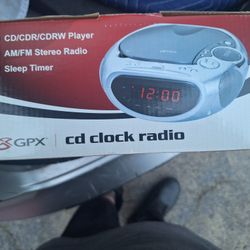 CD/CDR/CDRW Player
AM/FM Stereo Radio
Sleep Timer
12:00
GPX | cd clock radio